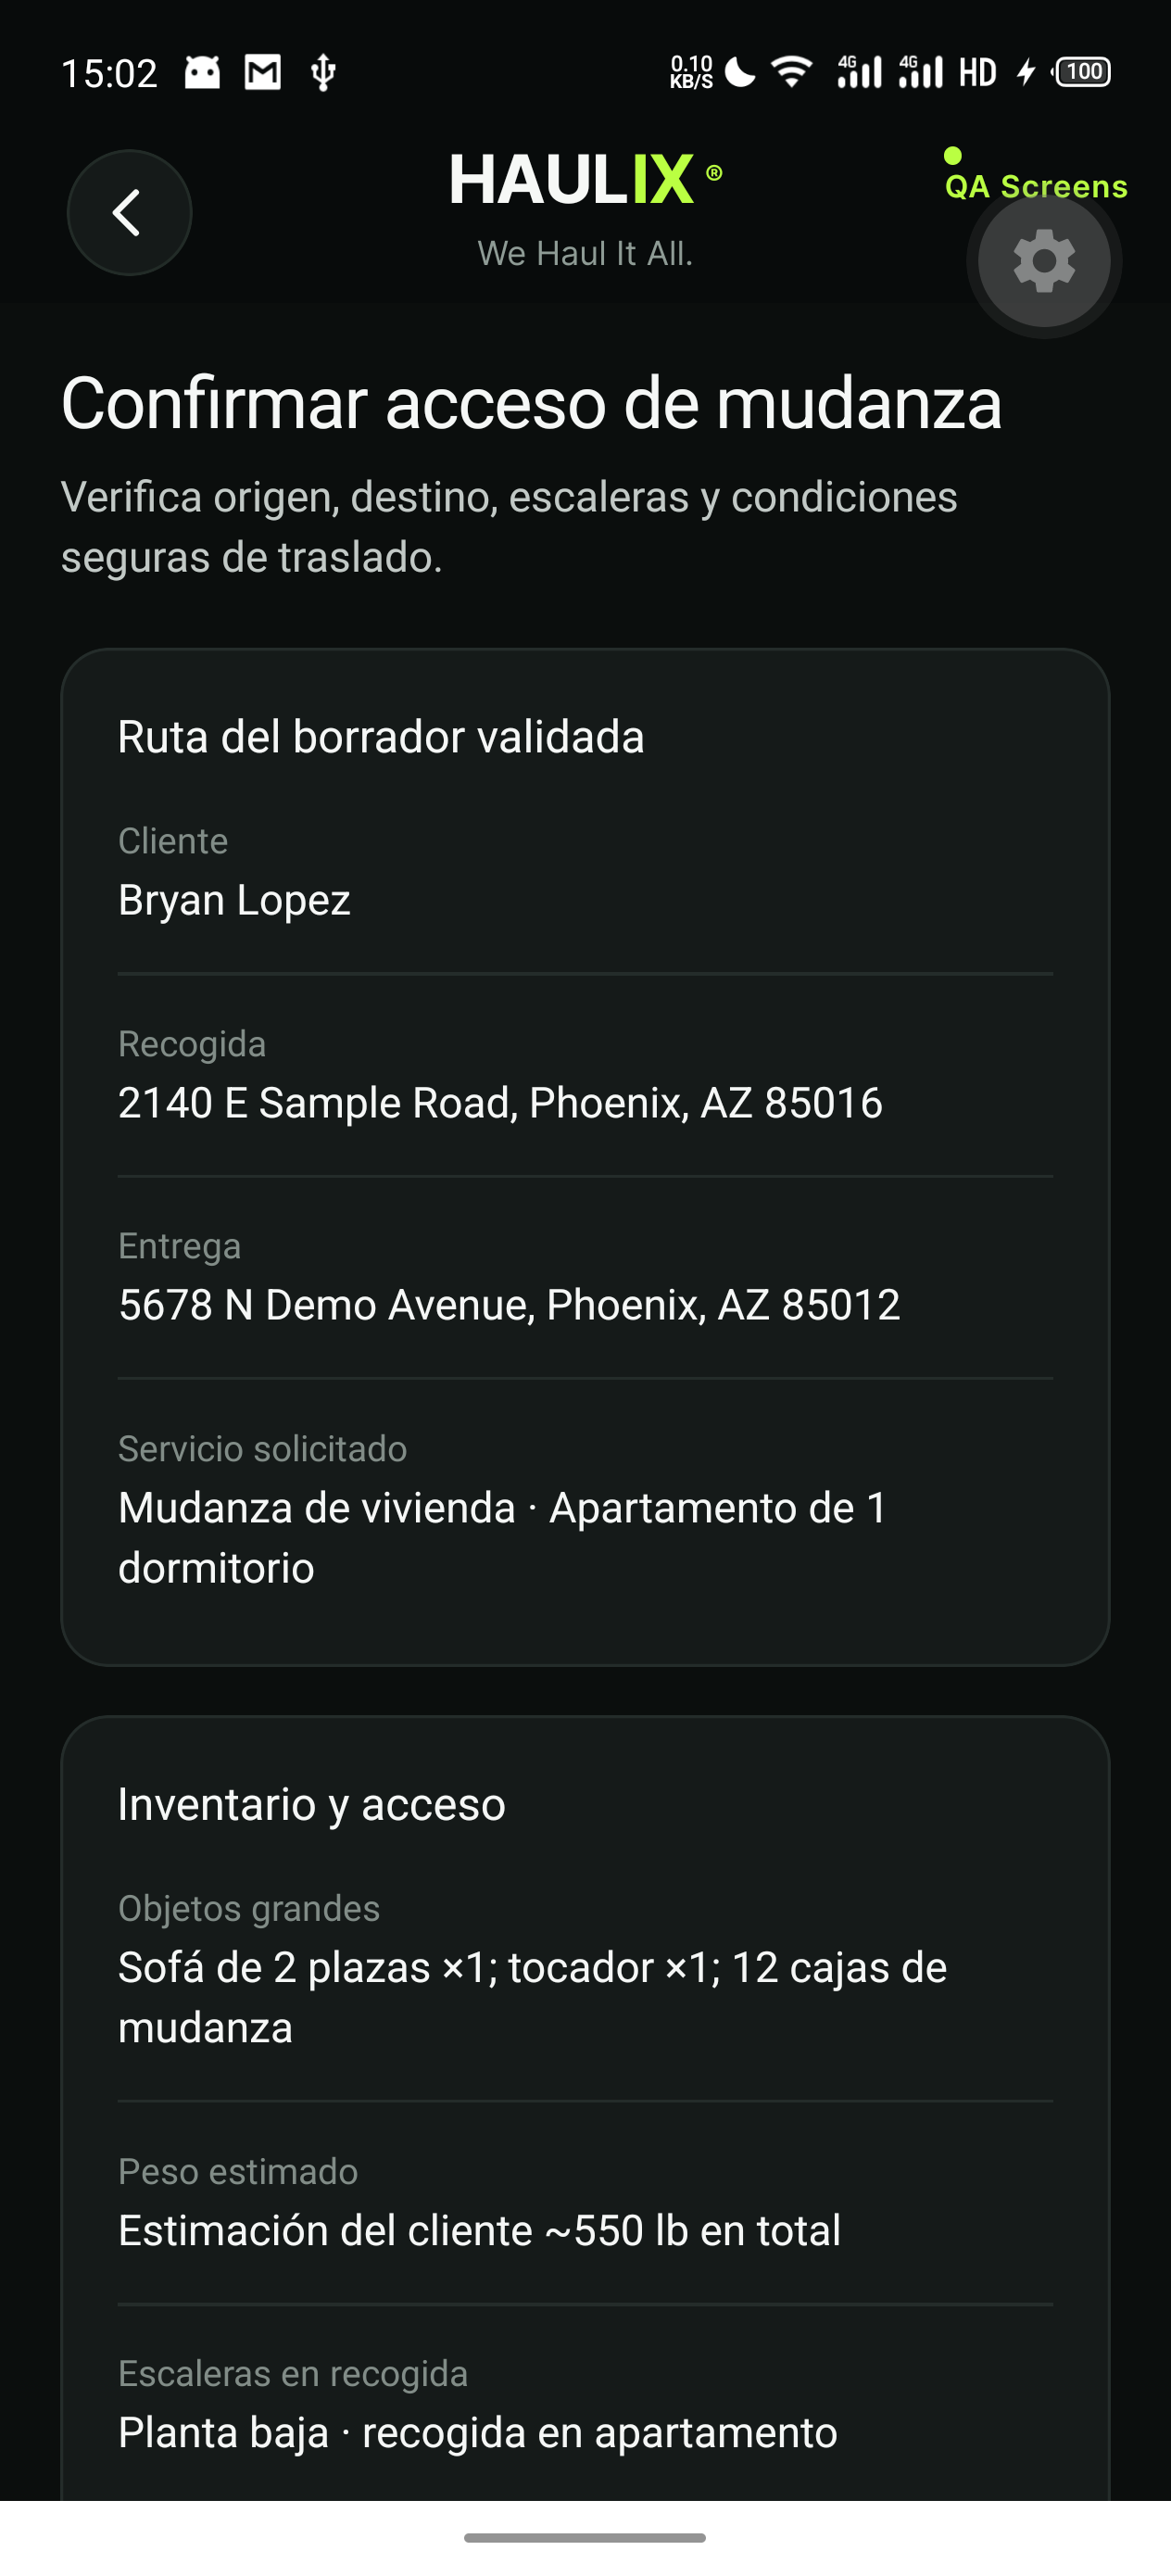 15:02
0.10 KB/S 4G 4G HD 100
HAULIX ®
QA Screens
We Haul It All.
Confirmar acceso de mudanza
Verifica origen, destino, escaleras y condiciones
seguras de traslado.
Ruta del borrador validada
Cliente
Bryan Lopez
Recogida
2140 E Sample Road, Phoenix, AZ 85016
Entrega
5678 N Demo Avenue, Phoenix, AZ 85012
Servicio solicitado
Mudanza de vivienda · Apartamento de 1
dormitorio
Inventario y acceso
Objetos grandes
Sofá de 2 plazas ×1; tocador ×1; 12 cajas de
mudanza
Peso estimado
Estimación del cliente ~550 lb en total
Escaleras en recogida
Planta baja · recogida en apartamento